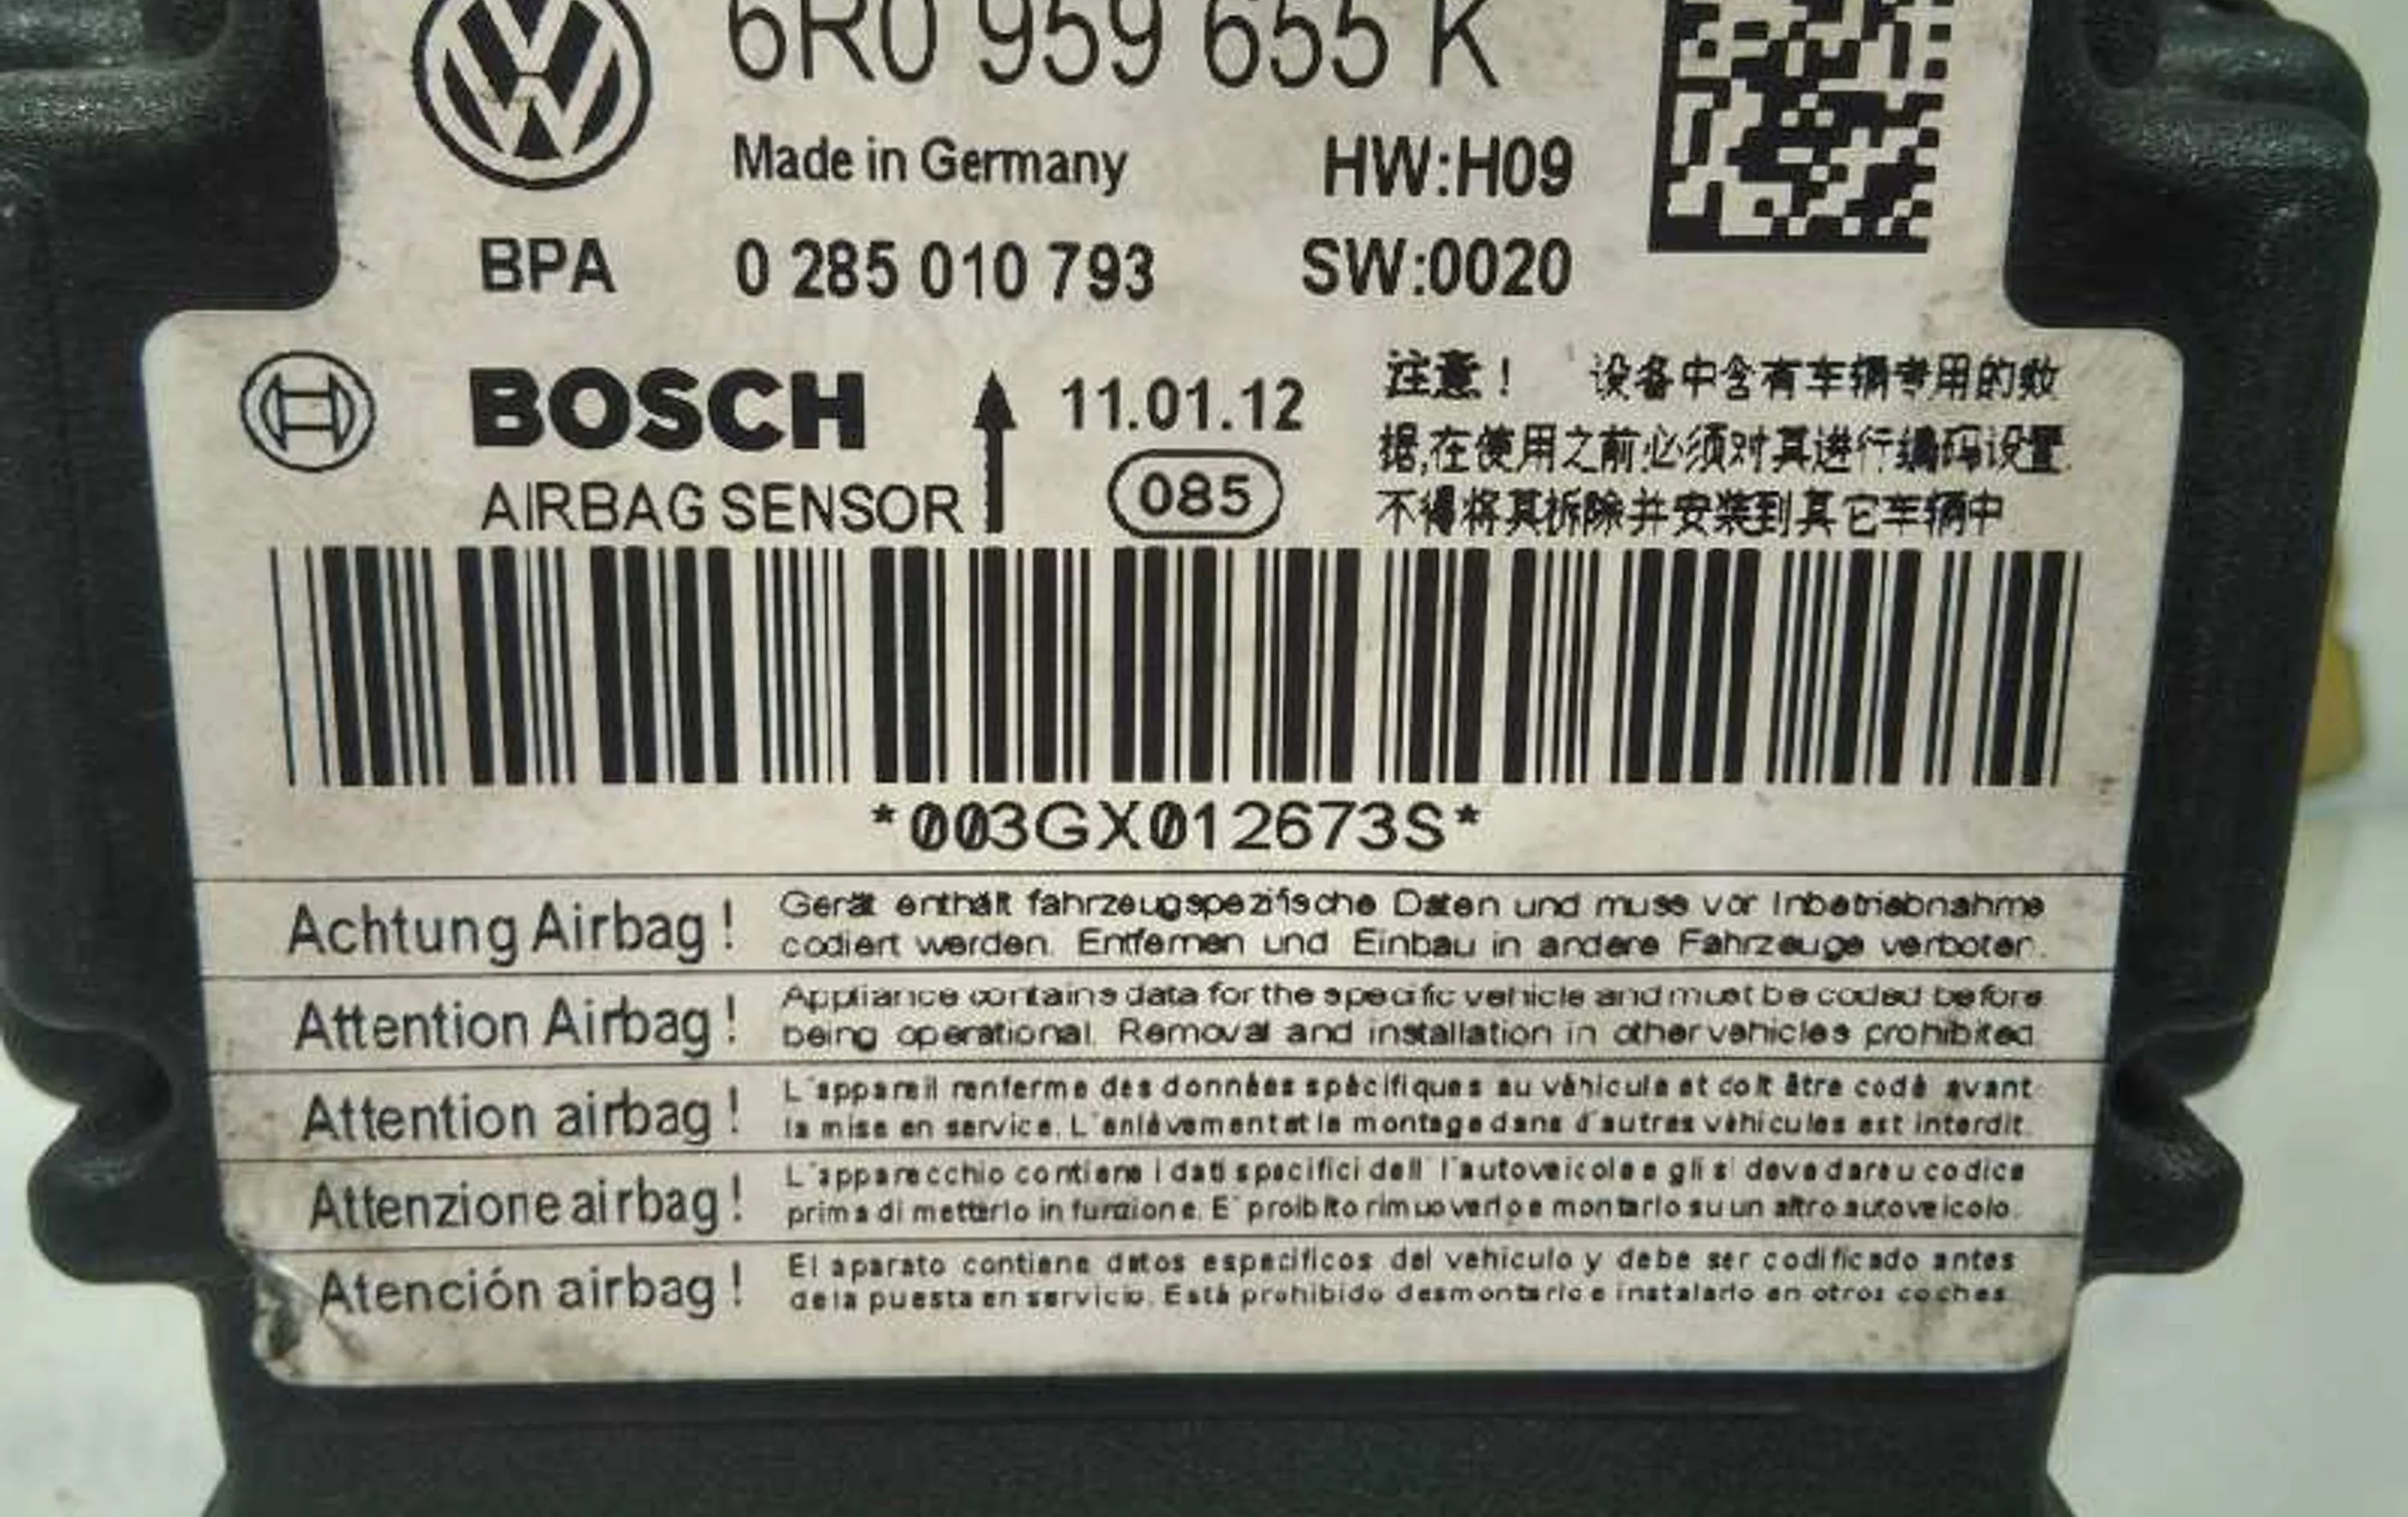 6R0 959 655 K
Made in Germany HW:H09
BPA 0 285 010 793 SW:0020
BOSCH 11.01.12
AIRBAG SENSOR 085
注意！ 设备中含有车辆专用的数
据,在使用之前必须对其进行编码设置.
不得将其拆除并安装到其它车辆中
*003GX012673S*
Achtung Airbag !
Gerät enthält fahrzeugspezifische Daten und muss vor Inbetriebnahme
codiert werden. Entfernen und Einbau in andere Fahrzeuge verboten.
Attention Airbag !
Appliance contains data for the specific vehicle and must be coded before
being operational. Removal and installation in other vehicles prohibited.
Attention airbag !
L'appareil renferme des données spécifiques au véhicule et doit être codé avant
la mise en service. L'enlèvement et le montage dans d'autres véhicules est interdit.
Attenzione airbag !
L'apparecchio contiene i dati specifici dell' l'autoveicolo e gli si deve dare u codice
prima di metterlo in funzione. E' proibito rimuoverlo e montarlo su un altro autoveicolo.
Atención airbag !
El aparato contiene datos especificos del vehiculo y debe ser codificado antes
de la puesta en servicio. Está prohibido desmontarlo e instalarlo en otros coches.